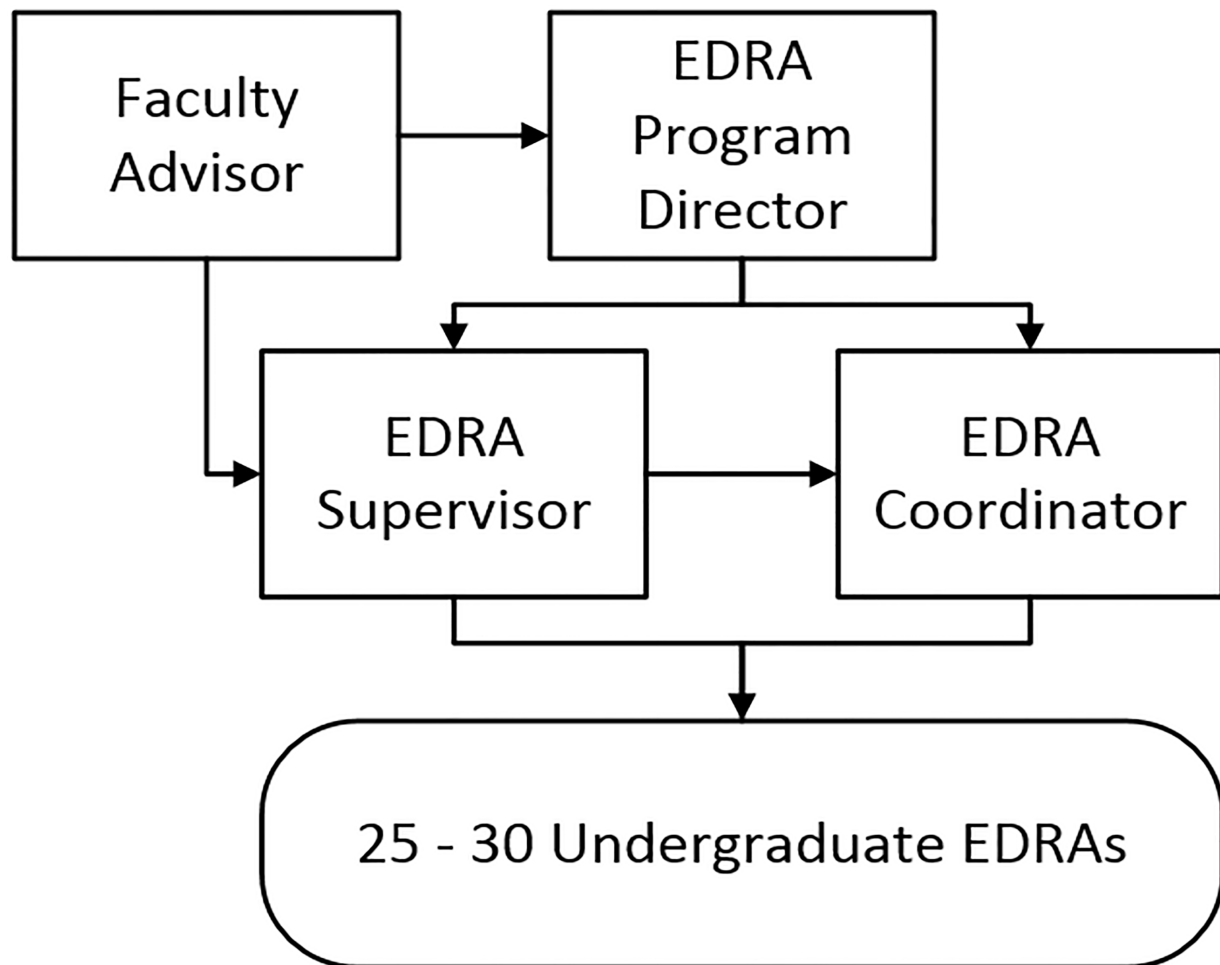 Faculty
Advisor
EDRA
Program
Director
EDRA
Supervisor
EDRA
Coordinator
25 - 30 Undergraduate EDRAs